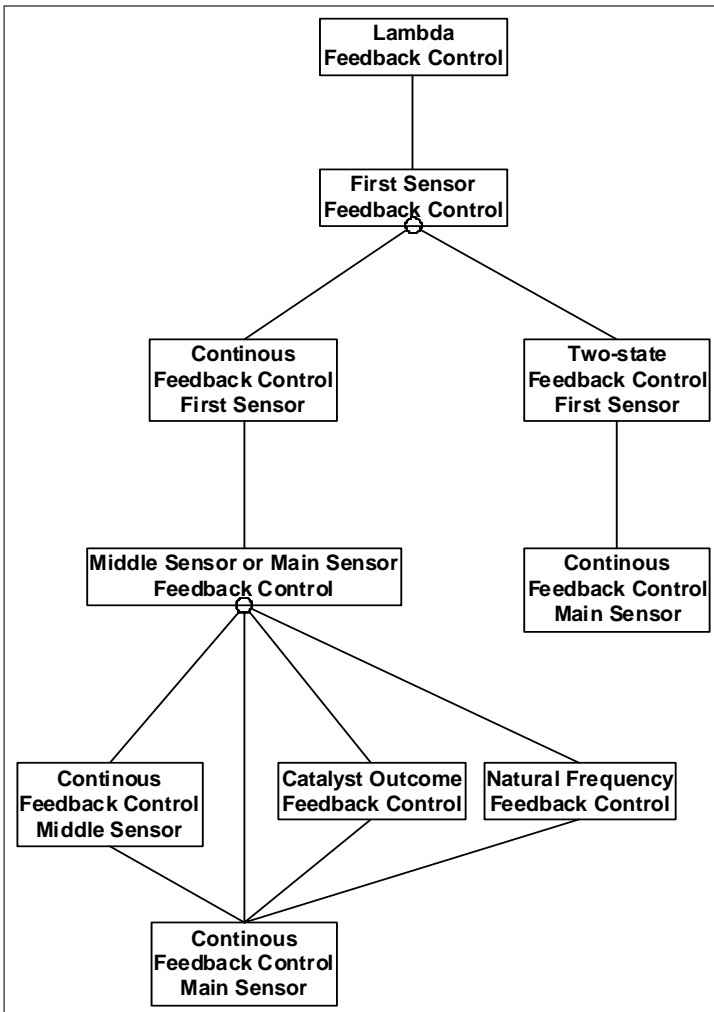 Lambda
Feedback Control
First Sensor
Feedback Control
Continous
Feedback Control
First Sensor
Two-state
Feedback Control
First Sensor
Middle Sensor or Main Sensor
Feedback Control
Continous
Feedback Control
Main Sensor
Continous
Feedback Control
Middle Sensor
Catalyst Outcome
Feedback Control
Natural Frequency
Feedback Control
Continous
Feedback Control
Main Sensor